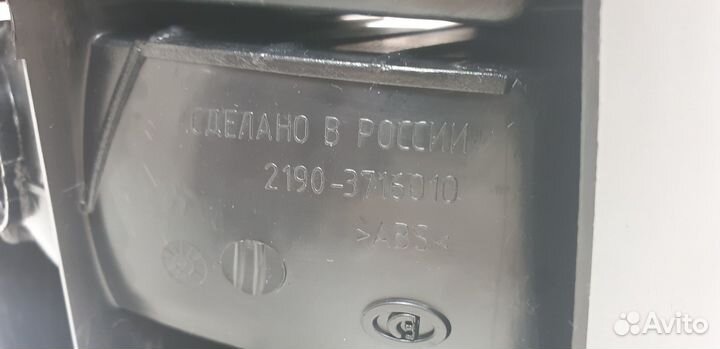 СДЕЛАНО В РОССИИ
2190-3716010
>ABS<
Avito